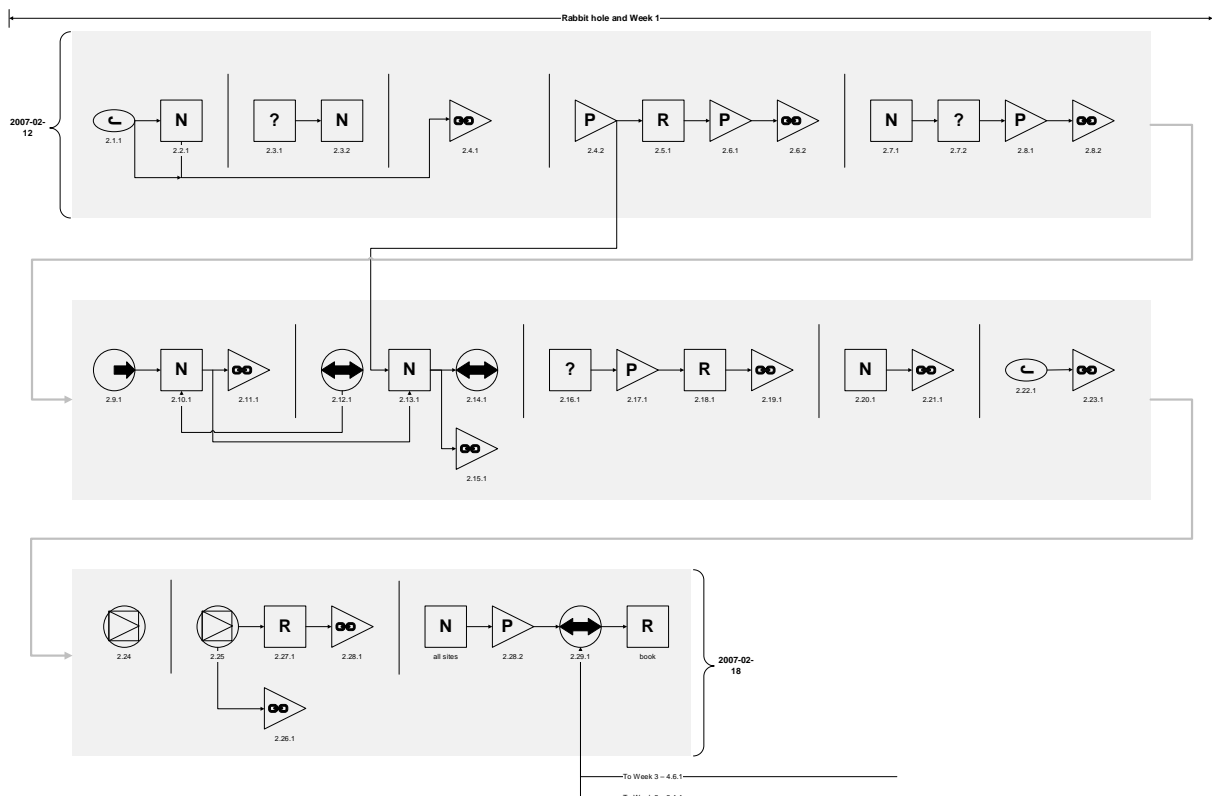 Rabbit hole and Week 1
2007-02-
12
N
?
N
P
R
P
N
?
P
2.1.1
2.2.1
2.3.1
2.3.2
2.4.1
2.4.2
2.5.1
2.6.1
2.6.2
2.7.1
2.7.2
2.8.1
2.8.2
N
N
?
P
R
N
2.9.1
2.10.1
2.11.1
2.12.1
2.13.1
2.14.1
2.16.1
2.17.1
2.18.1
2.19.1
2.20.1
2.21.1
2.22.1
2.23.1
2.15.1
R
N
P
R
2.24
2.25
2.27.1
2.28.1
all sites
2.28.2
2.29.1
book
2007-02-
18
2.26.1
To Week 3 – 4.6.1